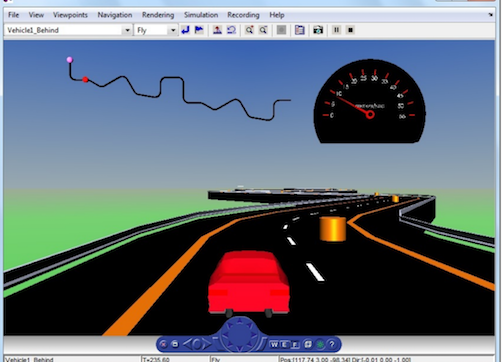 File View Viewpoints Navigation Rendering Simulation Recording Help
Vehicle1_Behind Fly
0 5 10 15 20 25 30 35 40 45 50 55 60
W E F ?
Vehicle1_Behind T=235.60 Fly Pos:[117.74 3.00 -98.34] Dir:[-0.01 0.00 -1.00]